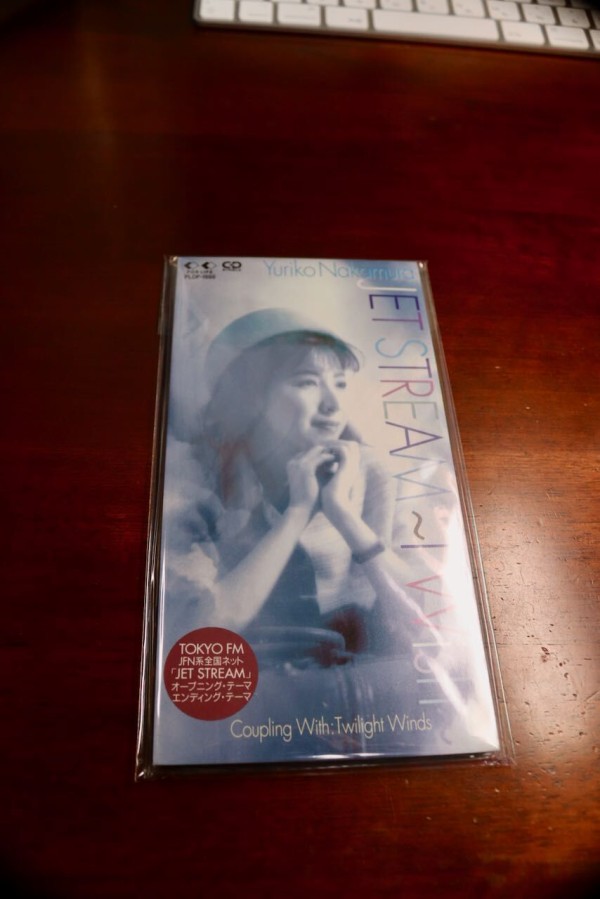 Yuriko Nakamura
JET STREAM~I Wish~
TOKYO FM
JFN系全国ネット
「JET STREAM」
オープニング・テーマ
エンディング・テーマ
Coupling With: Twilight Winds